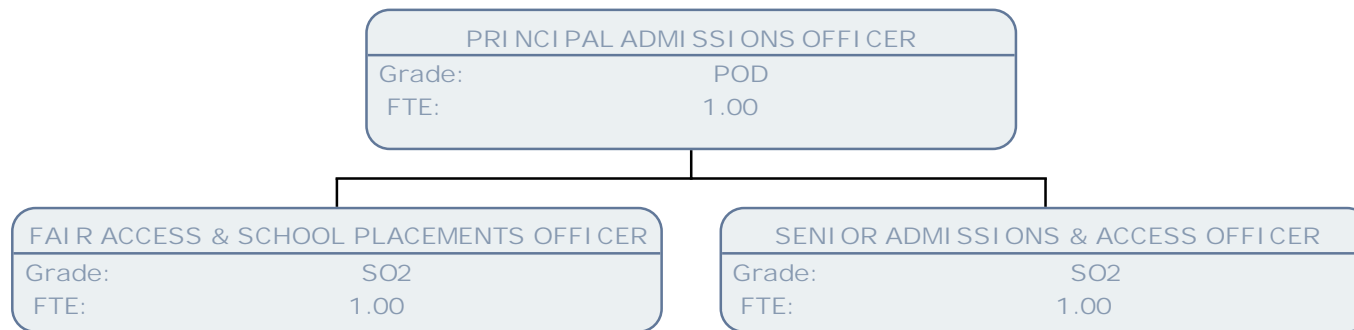 PRINCIPAL ADMISSIONS OFFICER
Grade: POD
FTE: 1.00
FAIR ACCESS & SCHOOL PLACEMENTS OFFICER
Grade: SO2
FTE: 1.00
SENIOR ADMISSIONS & ACCESS OFFICER
Grade: SO2
FTE: 1.00